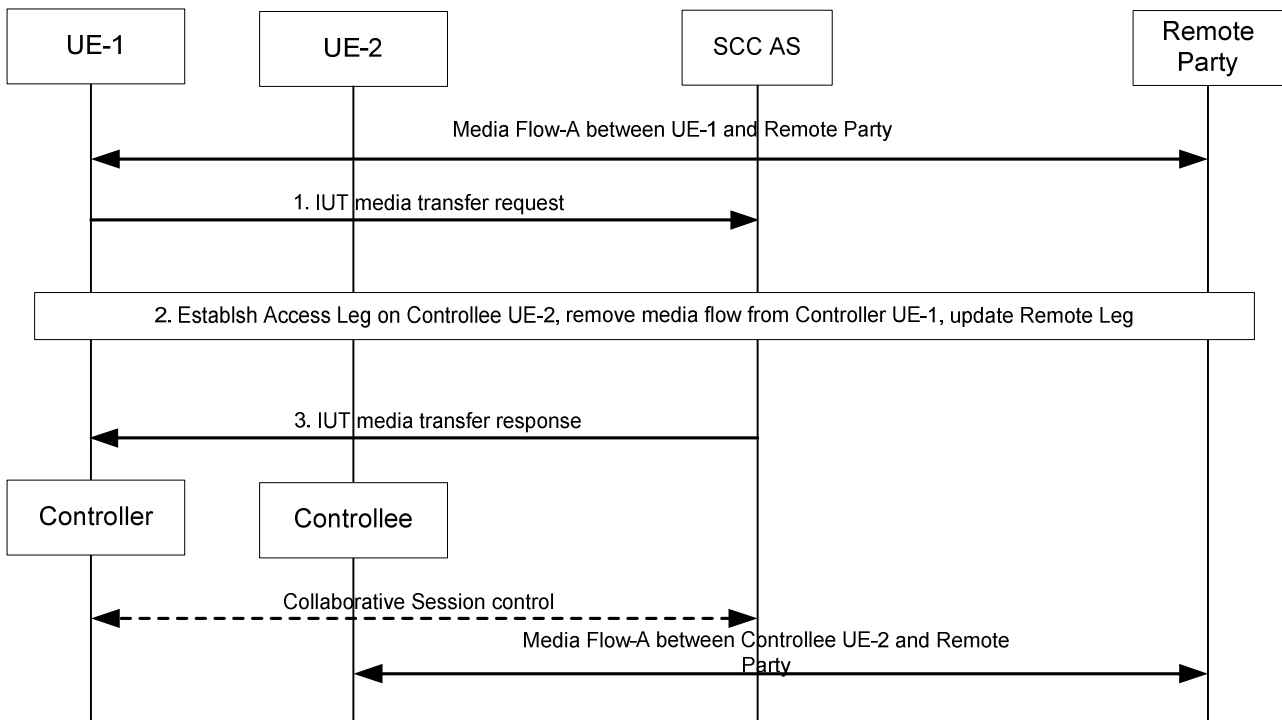 UE-1
UE-2
SCC AS
Remote
Party
Media Flow-A between UE-1 and Remote Party
1. IUT media transfer request
2. Establsh Access Leg on Controllee UE-2, remove media flow from Controller UE-1, update Remote Leg
3. IUT media transfer response
Controller
Controllee
Collaborative Session control
Media Flow-A between Controllee UE-2 and Remote
Party